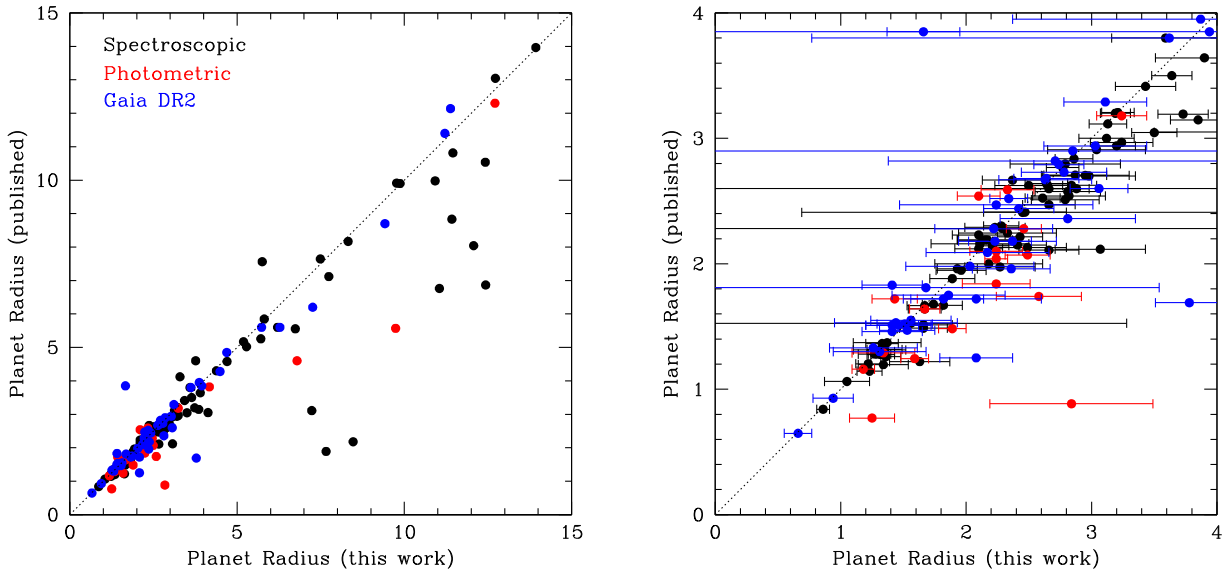 15
10
5
0
Planet Radius (published)
Spectroscopic
Photometric
Gaia DR2
0 5 10 15
Planet Radius (this work)
4
3
2
1
0
Planet Radius (published)
0 1 2 3 4
Planet Radius (this work)